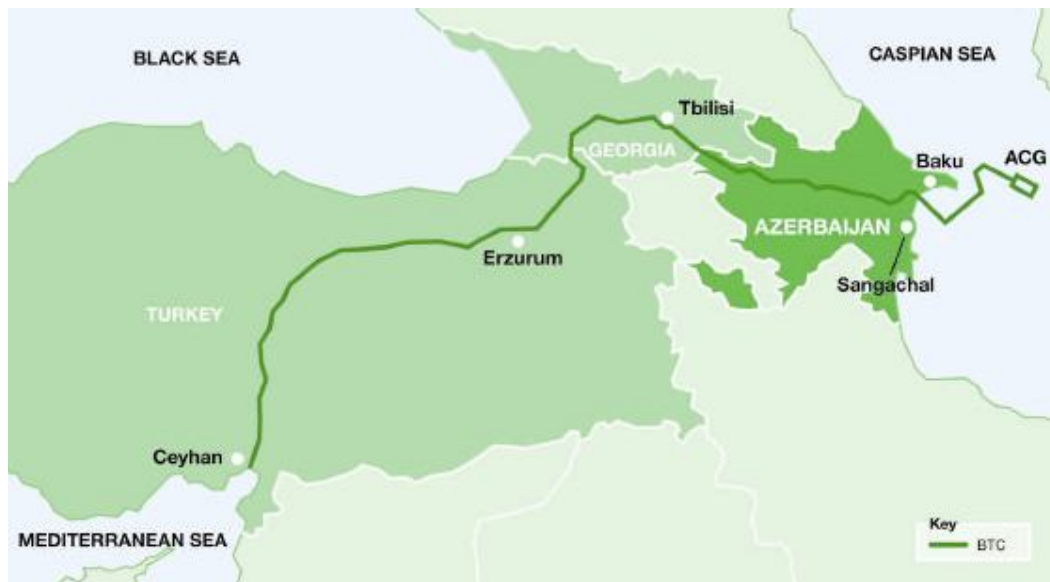 BLACK SEA
CASPIAN SEA
Tbilisi
GEORGIA
Baku
ACG
AZERBAIJAN
Erzurum
Sangachal
TURKEY
Ceyhan
MEDITERRANEAN SEA
Key
BTC